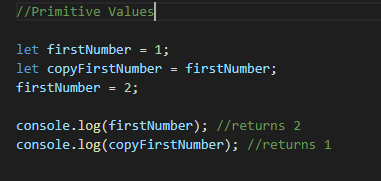 //Primitive Values
let firstNumber = 1;
let copyFirstNumber = firstNumber;
firstNumber = 2;
console.log(firstNumber); //returns 2
console.log(copyFirstNumber); //returns 1